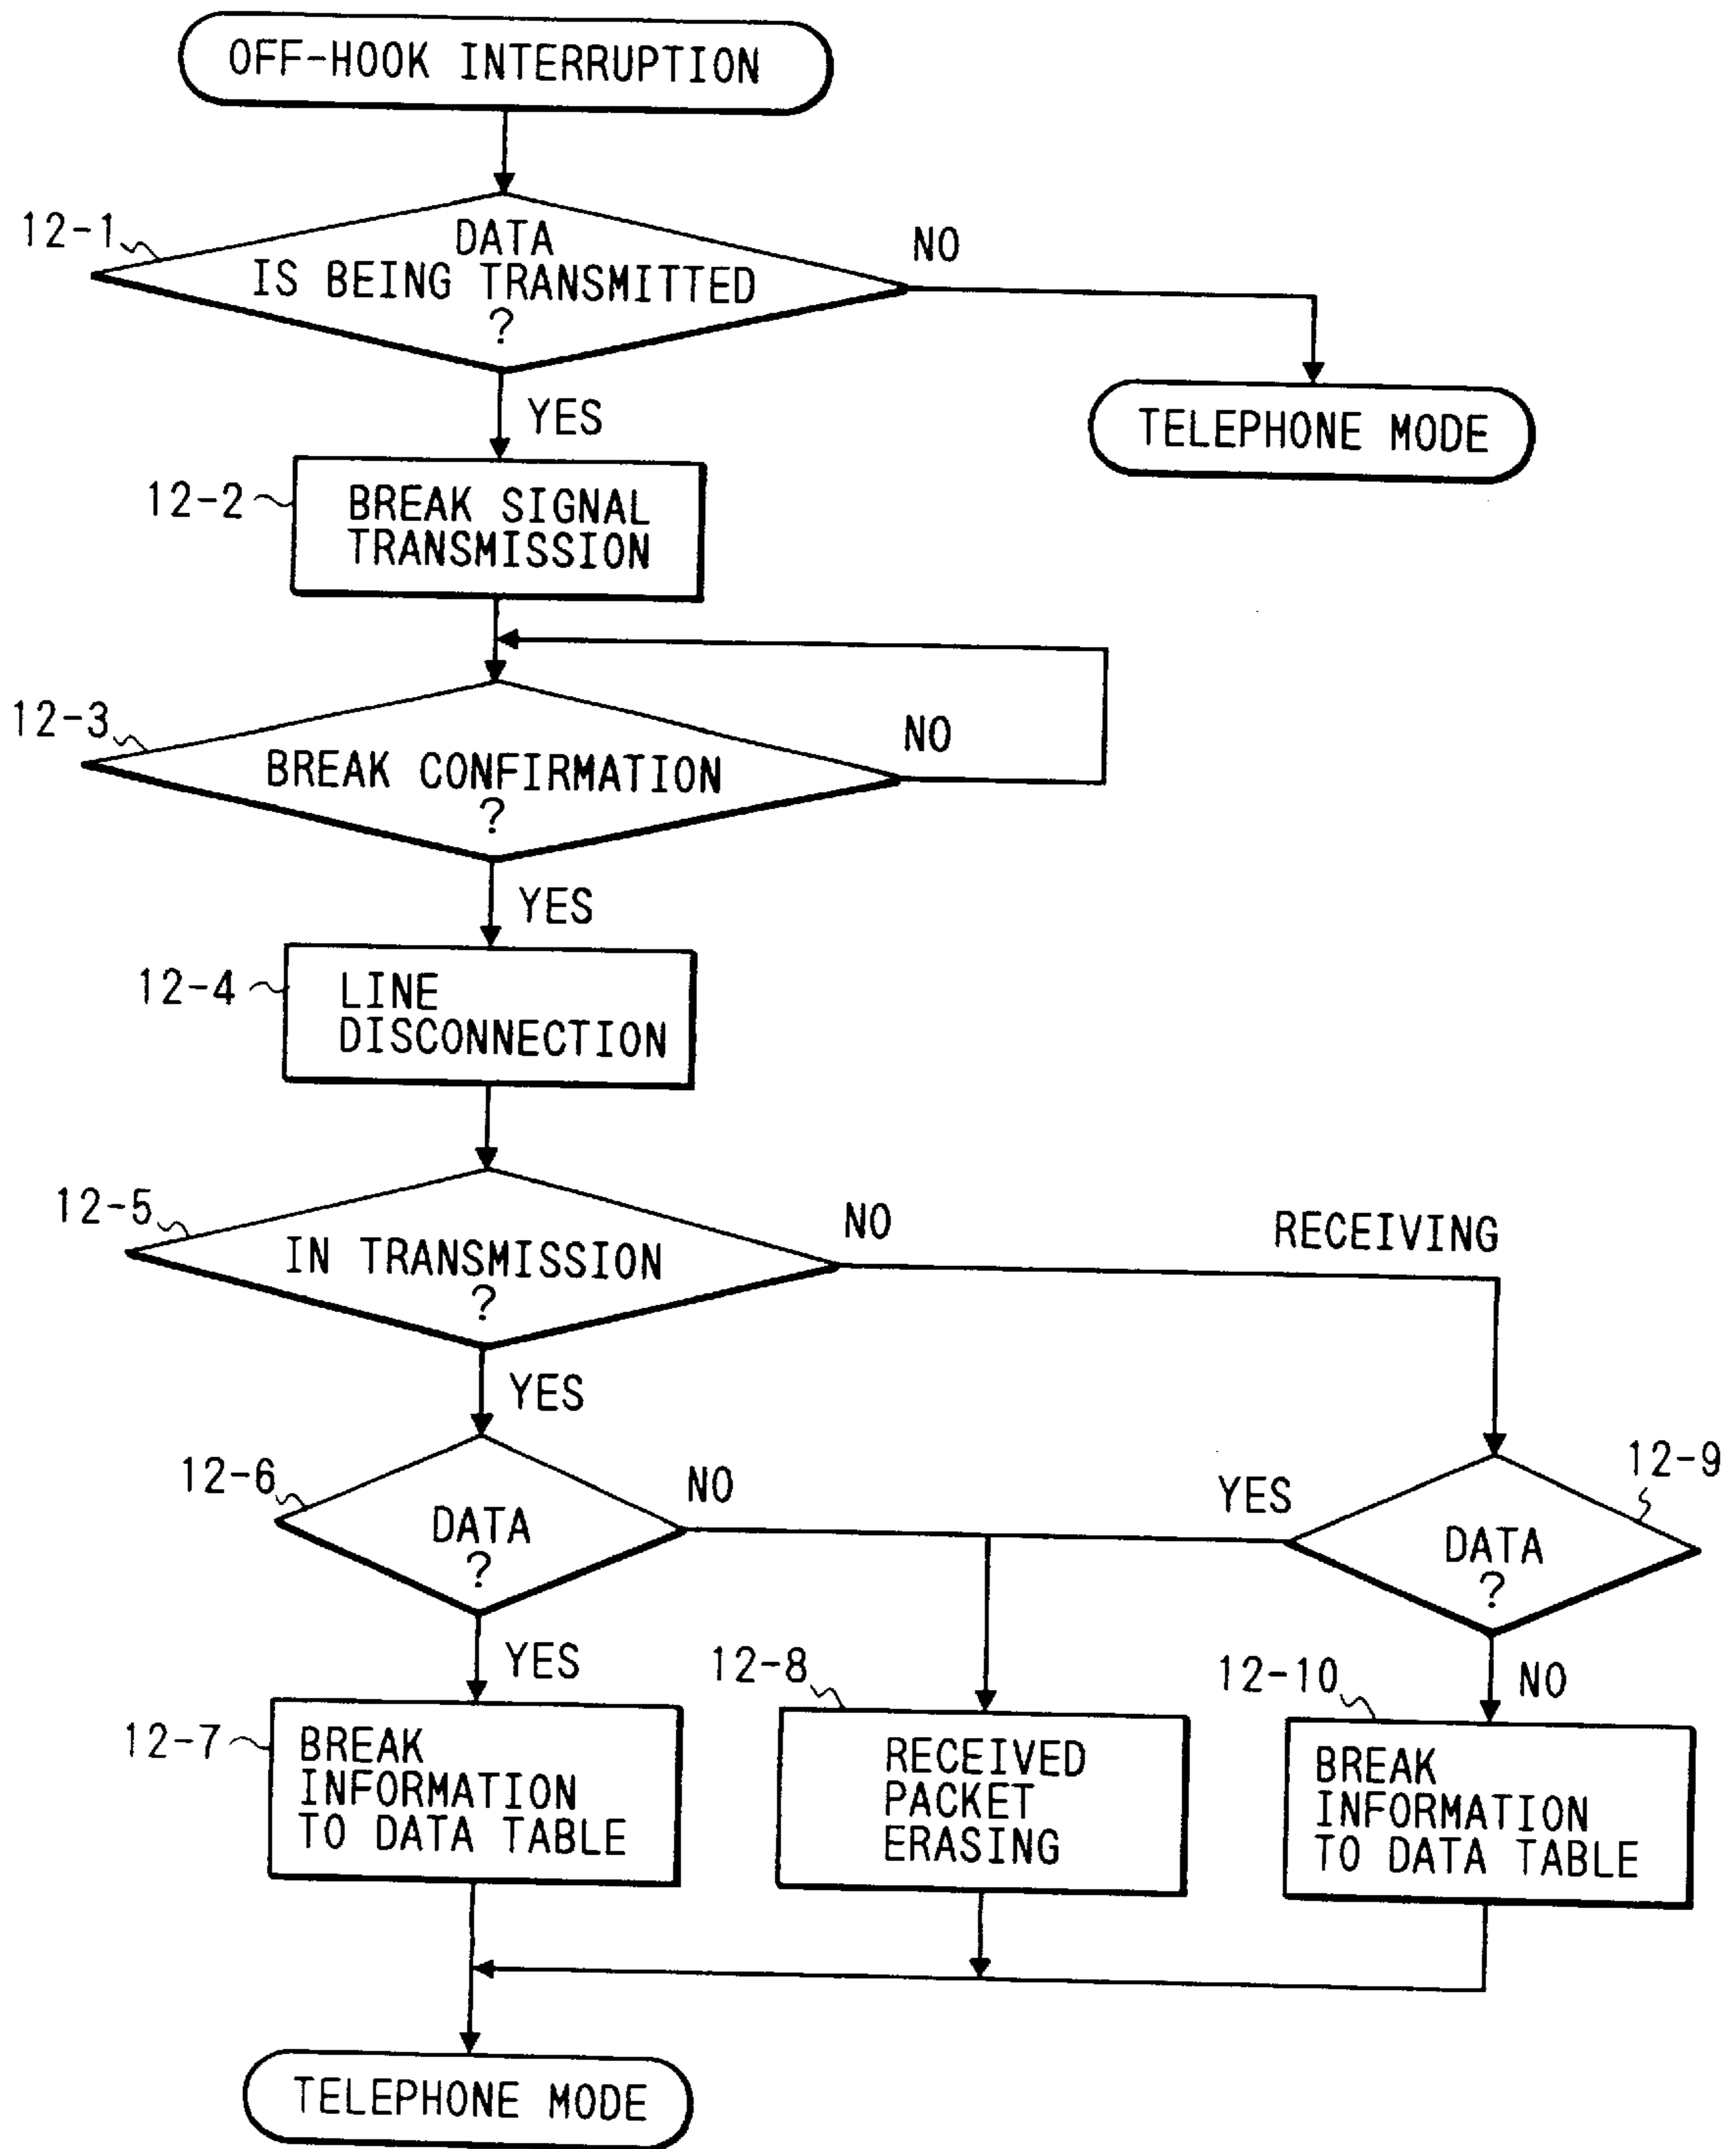 OFF-HOOK INTERRUPTION
12-1
DATA
IS BEING TRANSMITTED
?
NO
YES
TELEPHONE MODE
12-2
BREAK SIGNAL
TRANSMISSION
12-3
BREAK CONFIRMATION
?
NO
YES
12-4
LINE
DISCONNECTION
12-5
IN TRANSMISSION
?
NO
RECEIVING
YES
12-6
DATA
?
NO
YES
12-9
DATA
?
YES
NO
12-7
BREAK
INFORMATION
TO DATA TABLE
12-8
RECEIVED
PACKET
ERASING
12-10
BREAK
INFORMATION
TO DATA TABLE
TELEPHONE MODE